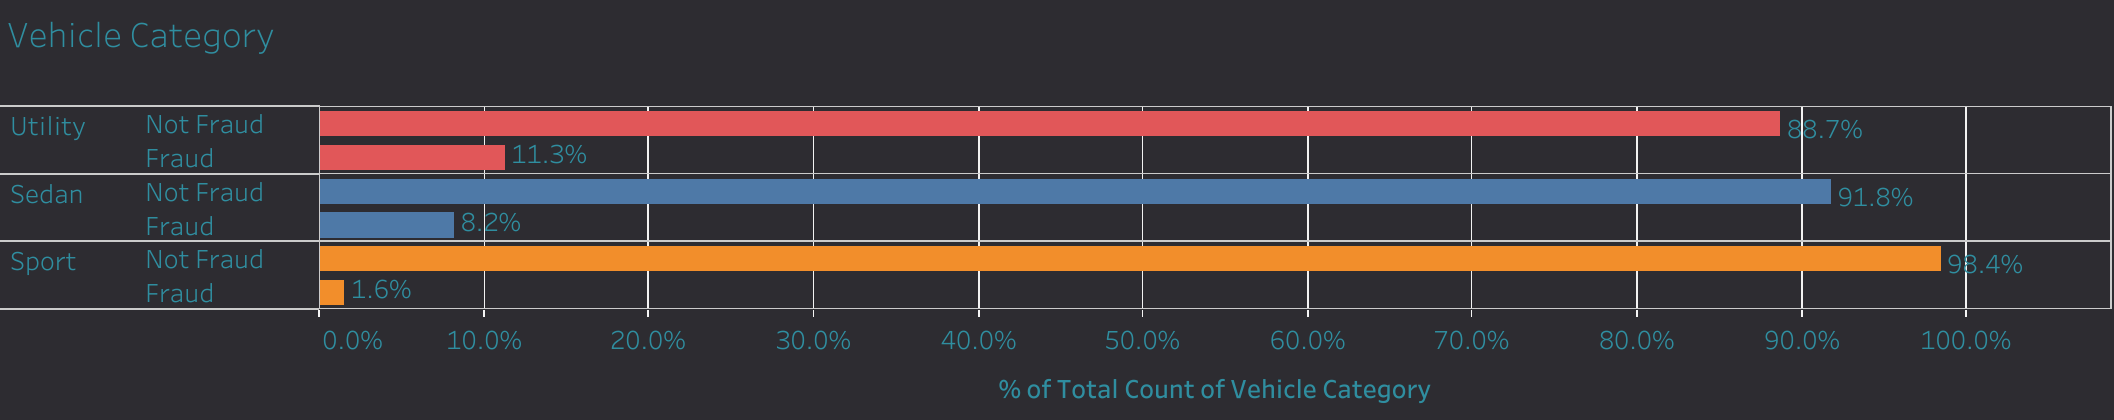 Vehicle Category
Utility Not Fraud 88.7%
Fraud 11.3%
Sedan Not Fraud 91.8%
Fraud 8.2%
Sport Not Fraud 98.4%
Fraud 1.6%
0.0% 10.0% 20.0% 30.0% 40.0% 50.0% 60.0% 70.0% 80.0% 90.0% 100.0%
% of Total Count of Vehicle Category